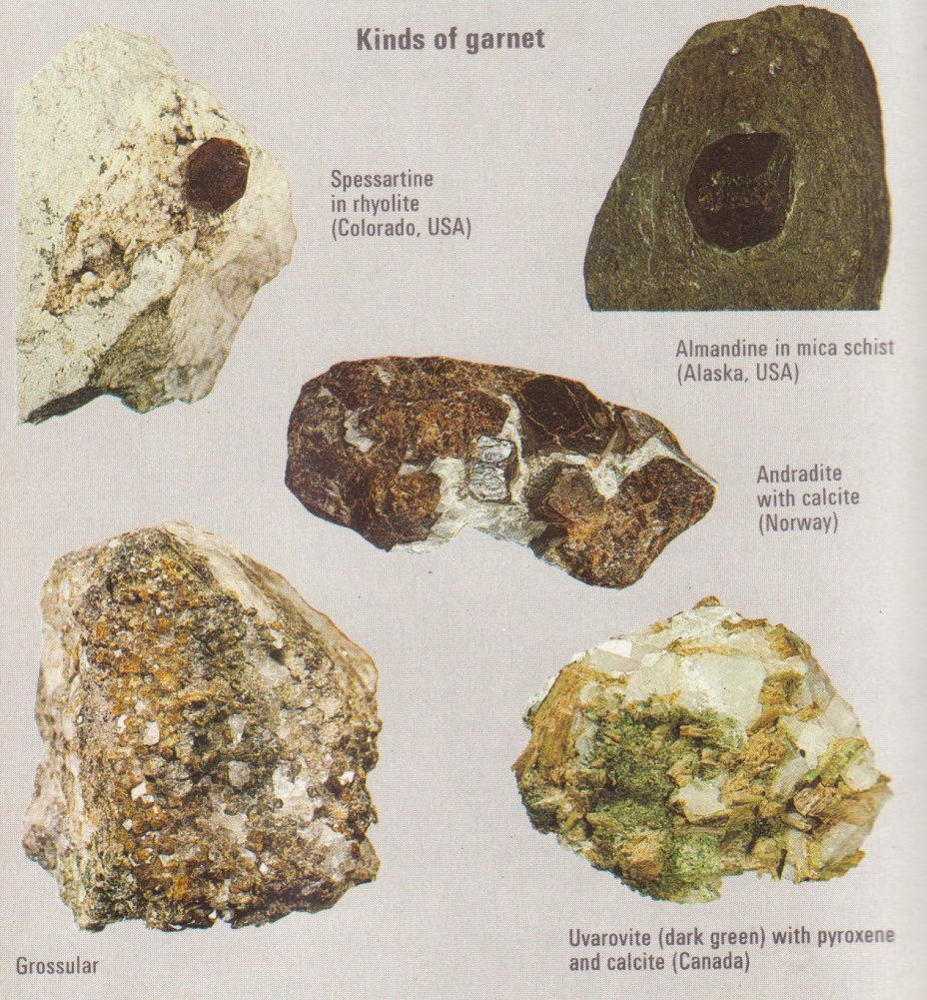 Kinds of garnet
Spessartine
in rhyolite
(Colorado, USA)
Almandine in mica schist
(Alaska, USA)
Andradite
with calcite
(Norway)
Grossular
Uvarovite (dark green) with pyroxene
and calcite (Canada)